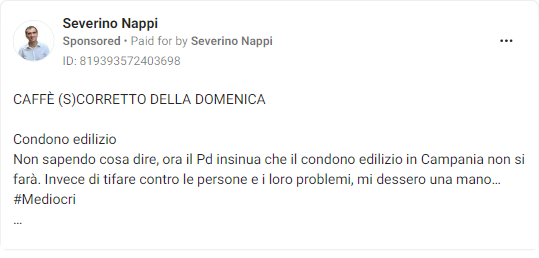 Severino Nappi
Sponsored • Paid for by Severino Nappi
ID: 819393572403698
CAFFÈ (S)CORRETTO DELLA DOMENICA
Condono edilizio
Non sapendo cosa dire, ora il Pd insinua che il condono edilizio in Campania non si
farà. Invece di tifare contro le persone e i loro problemi, mi dessero una mano…
#Mediocri
...